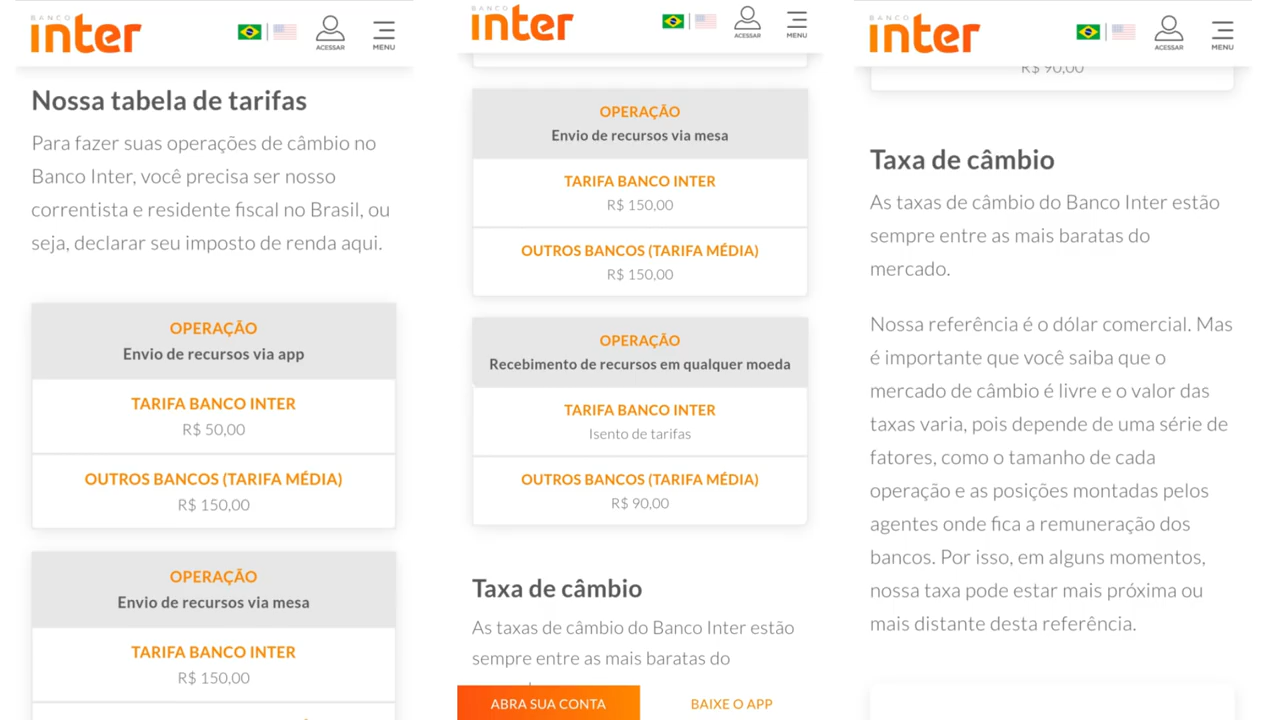 BANCO
inter
ACESSAR
MENU
Nossa tabela de tarifas
Para fazer suas operações de câmbio no
Banco Inter, você precisa ser nosso
correntista e residente fiscal no Brasil, ou
seja, declarar seu imposto de renda aqui.
OPERAÇÃO
Envio de recursos via app
TARIFA BANCO INTER
R$ 50,00
OUTROS BANCOS (TARIFA MÉDIA)
R$ 150,00
OPERAÇÃO
Envio de recursos via mesa
TARIFA BANCO INTER
R$ 150,00
BANCO
inter
ACESSAR
MENU
OPERAÇÃO
Envio de recursos via mesa
TARIFA BANCO INTER
R$ 150,00
OUTROS BANCOS (TARIFA MÉDIA)
R$ 150,00
OPERAÇÃO
Recebimento de recursos em qualquer moeda
TARIFA BANCO INTER
Isento de tarifas
OUTROS BANCOS (TARIFA MÉDIA)
R$ 90,00
Taxa de câmbio
As taxas de câmbio do Banco Inter estão
sempre entre as mais baratas do
ABRA SUA CONTA
BAIXE O APP
BANCO
inter
ACESSAR
MENU
R$ 90,00
Taxa de câmbio
As taxas de câmbio do Banco Inter estão
sempre entre as mais baratas do
mercado.
Nossa referência é o dólar comercial. Mas
é importante que você saiba que o
mercado de câmbio é livre e o valor das
taxas varia, pois depende de uma série de
fatores, como o tamanho de cada
operação e as posições montadas pelos
agentes onde fica a remuneração dos
bancos. Por isso, em alguns momentos,
nossa taxa pode estar mais próxima ou
mais distante desta referência.